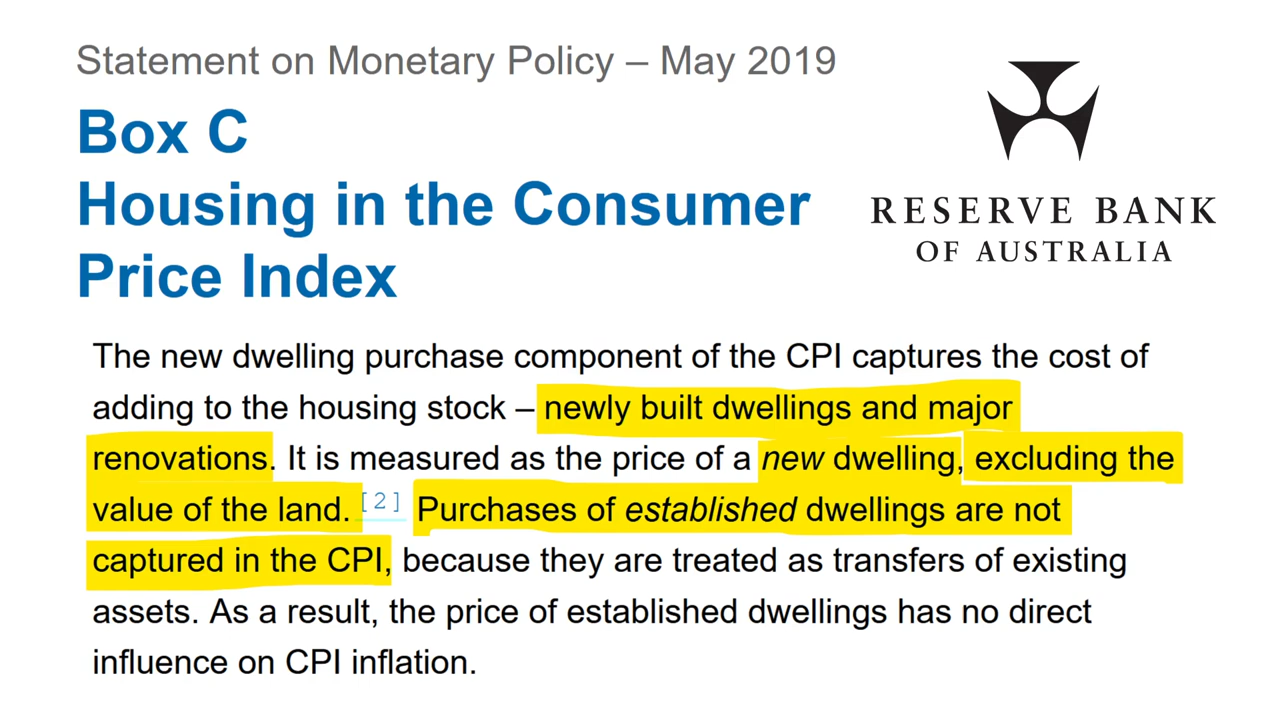 Statement on Monetary Policy – May 2019
Box C
Housing in the Consumer
Price Index
RESERVE BANK
OF AUSTRALIA
The new dwelling purchase component of the CPI captures the cost of
adding to the housing stock – newly built dwellings and major
renovations. It is measured as the price of a new dwelling, excluding the
value of the land. [2] Purchases of established dwellings are not
captured in the CPI, because they are treated as transfers of existing
assets. As a result, the price of established dwellings has no direct
influence on CPI inflation.